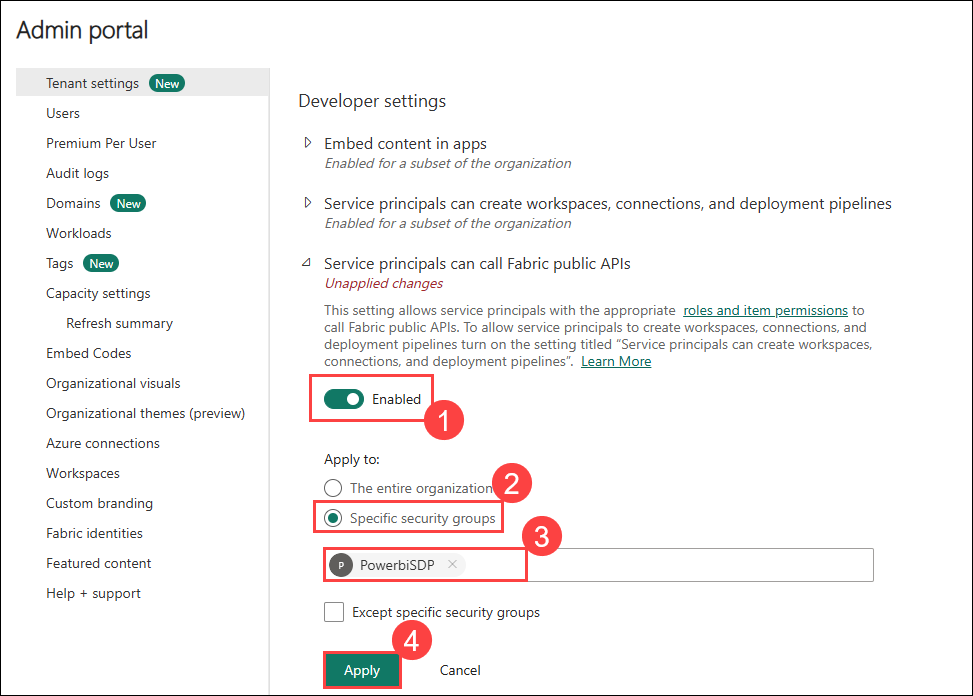 Admin portal
Tenant settings New
Users
Premium Per User
Audit logs
Domains New
Workloads
Tags New
Capacity settings
Refresh summary
Embed Codes
Organizational visuals
Organizational themes (preview)
Azure connections
Workspaces
Custom branding
Fabric identities
Featured content
Help + support
Developer settings
Embed content in apps
Enabled for a subset of the organization
Service principals can create workspaces, connections, and deployment pipelines
Enabled for a subset of the organization
Service principals can call Fabric public APIs
Unapplied changes
This setting allows service principals with the appropriate roles and item permissions to
call Fabric public APIs. To allow service principals to create workspaces, connections, and
deployment pipelines turn on the setting titled “Service principals can create workspaces,
connections, and deployment pipelines”. Learn More
Enabled
1
Apply to:
The entire organization
2
Specific security groups
3
P PowerbiSDP
Except specific security groups
4
Apply Cancel